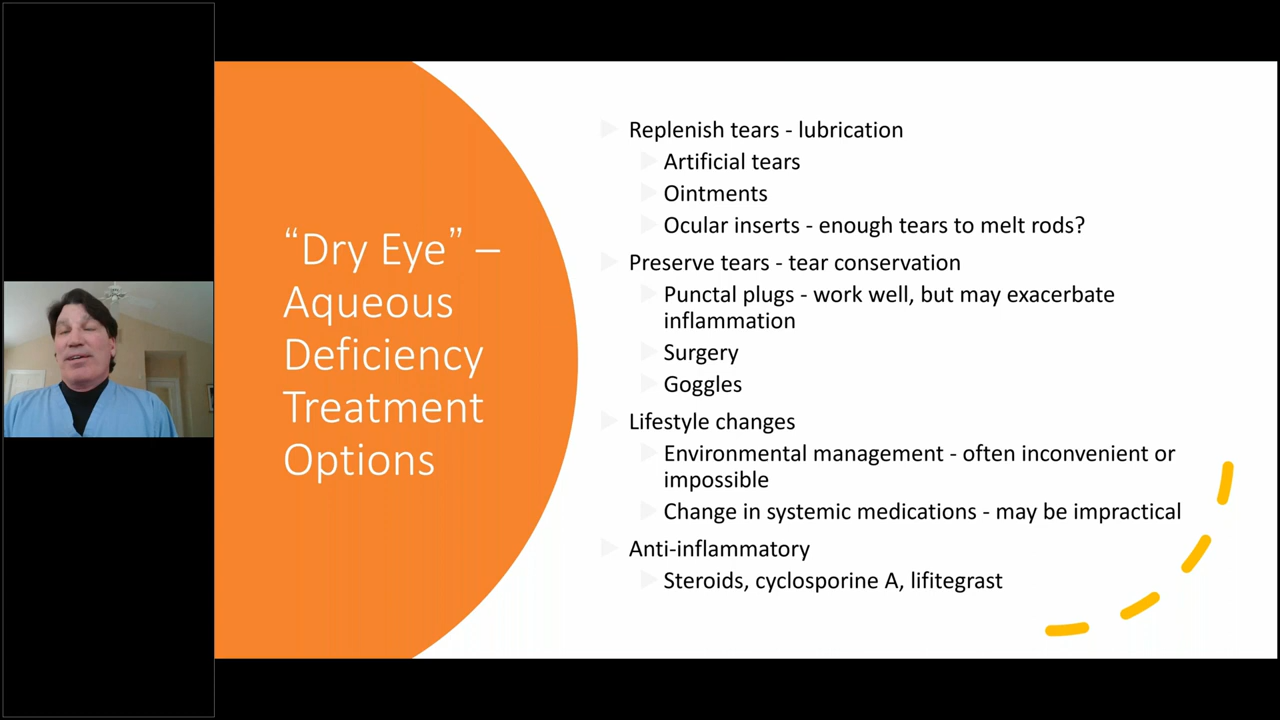 “Dry Eye” –
Aqueous
Deficiency
Treatment
Options
Replenish tears - lubrication
Artificial tears
Ointments
Ocular inserts - enough tears to melt rods?
Preserve tears - tear conservation
Punctal plugs - work well, but may exacerbate
inflammation
Surgery
Goggles
Lifestyle changes
Environmental management - often inconvenient or
impossible
Change in systemic medications - may be impractical
Anti-inflammatory
Steroids, cyclosporine A, lifitegrast